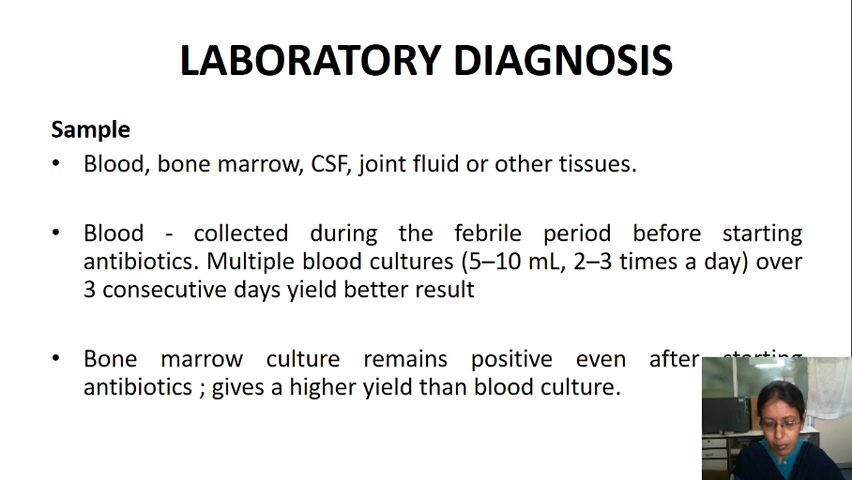 LABORATORY DIAGNOSIS
Sample
• Blood, bone marrow, CSF, joint fluid or other tissues.
• Blood - collected during the febrile period before starting
antibiotics. Multiple blood cultures (5–10 mL, 2–3 times a day) over
3 consecutive days yield better result
• Bone marrow culture remains positive even after starting
antibiotics ; gives a higher yield than blood culture.